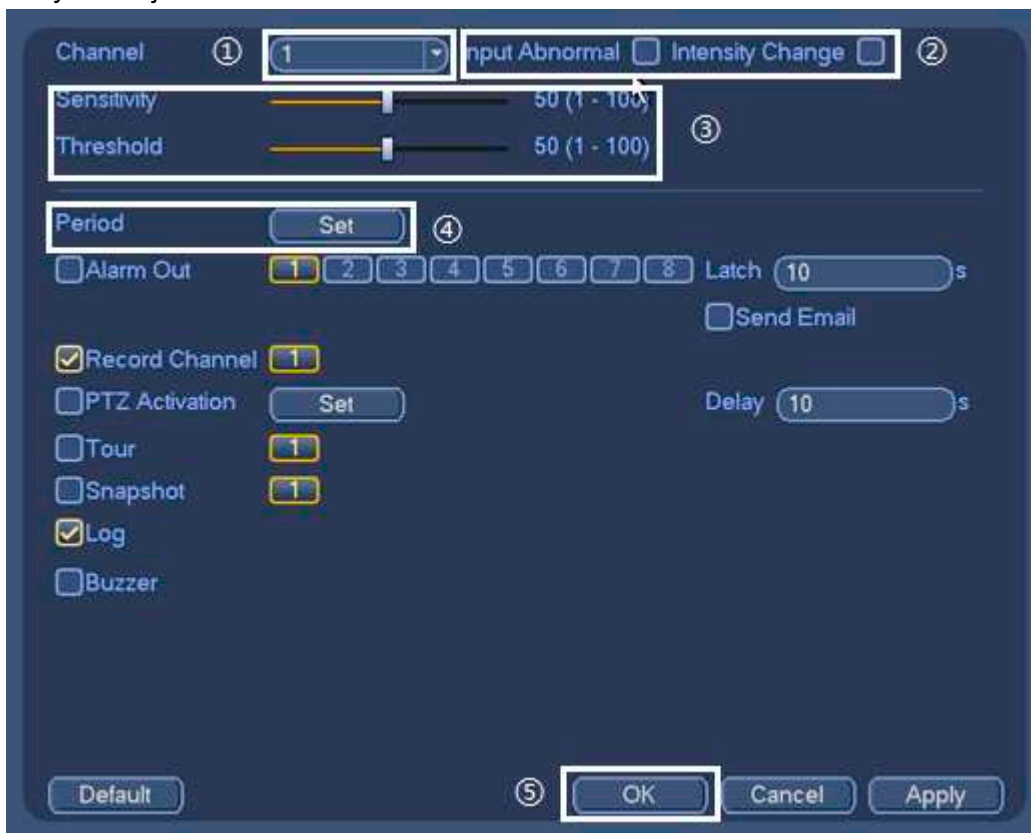 Channel ① 1 nput Abnormal Intensity Change ②
Sensitivity 50 (1 - 100)
③
Threshold 50 (1 - 100)
Period Set ④
Alarm Out 1 2 3 4 5 6 7 8 Latch 10 s
Send Email
Record Channel 1
PTZ Activation Set Delay 10 s
Tour 1
Snapshot 1
Log
Buzzer
Default ⑤ OK Cancel Apply